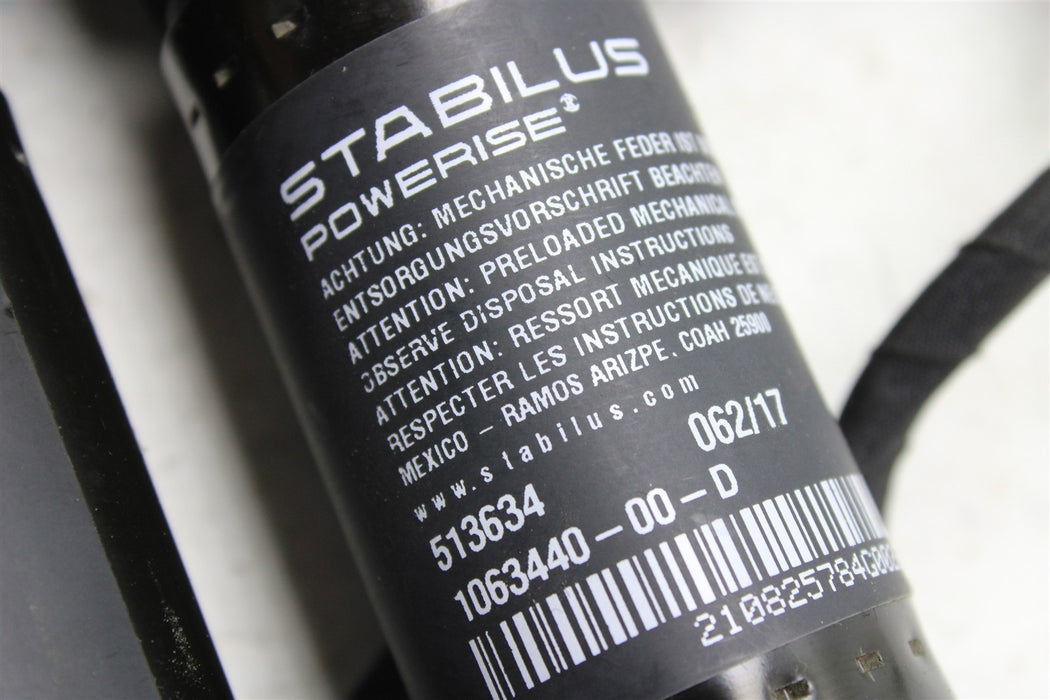 STABILUS
POWERISE®
ACHTUNG: MECHANISCHE FEDER IST
ENTSORGUNGSVORSCHRIFT BEACHTEN
ATTENTION: PRELOADED MECHANICAL
OBSERVE DISPOSAL INSTRUCTIONS
ATTENTION: RESSORT MECANIQUE
RESPECTER LES INSTRUCTIONS DE
MEXICO – RAMOS ARIZPE, COAH 25900
www.stabilus.com
513634 062/17
1063440–00–D